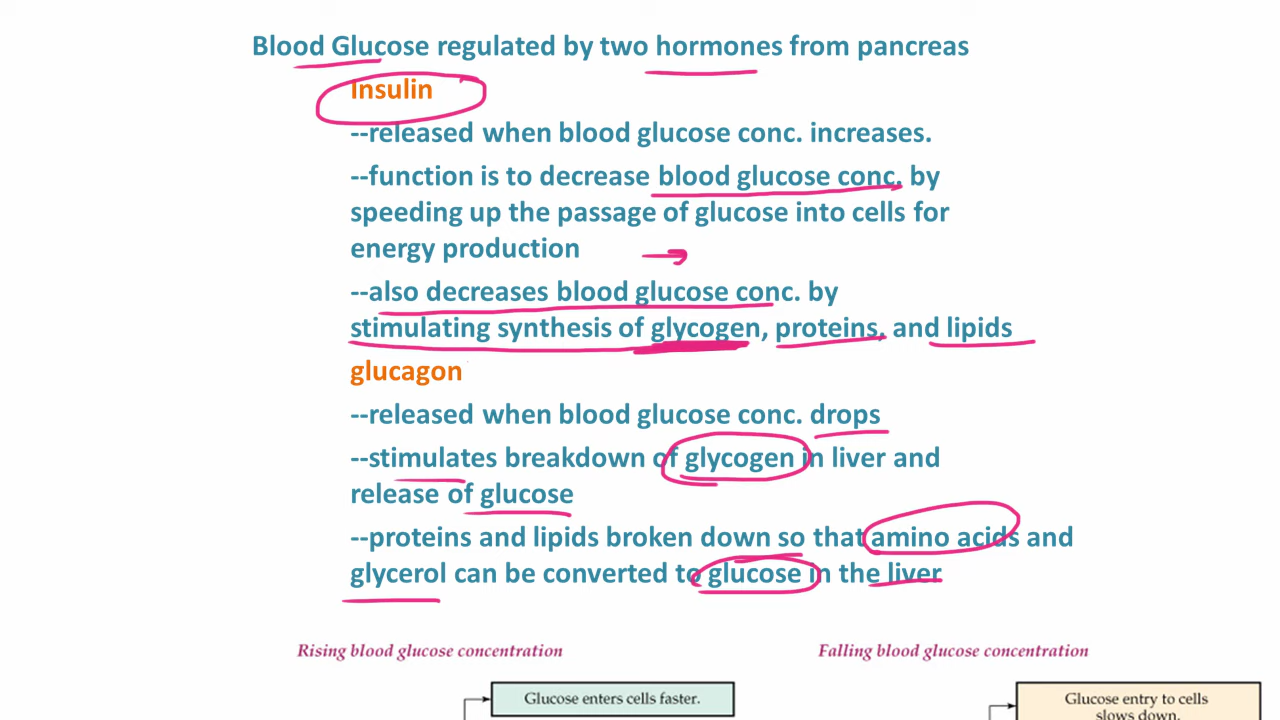 Blood Glucose regulated by two hormones from pancreas
Insulin
--released when blood glucose conc. increases.
--function is to decrease blood glucose conc. by
speeding up the passage of glucose into cells for
energy production
--also decreases blood glucose conc. by
stimulating synthesis of glycogen, proteins, and lipids
glucagon
--released when blood glucose conc. drops
--stimulates breakdown of glycogen in liver and
release of glucose
--proteins and lipids broken down so that amino acids and
glycerol can be converted to glucose in the liver
Rising blood glucose concentration
Falling blood glucose concentration
Glucose enters cells faster.
Glucose entry to cells
slows down.